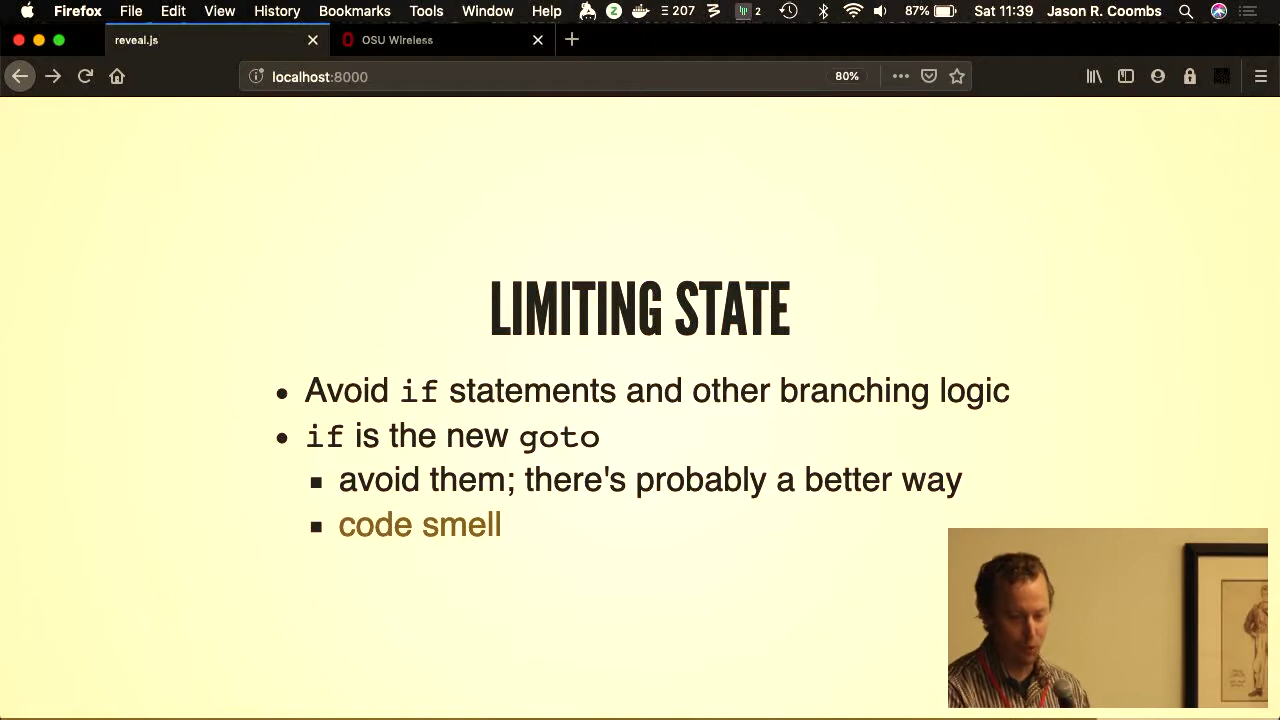 Firefox File Edit View History Bookmarks Tools Window Help 207 2 87% Sat 11:39 Jason R. Coombs
reveal.js OSU Wireless
localhost:8000 80%
LIMITING STATE
Avoid if statements and other branching logic
if is the new goto
avoid them; there's probably a better way
code smell